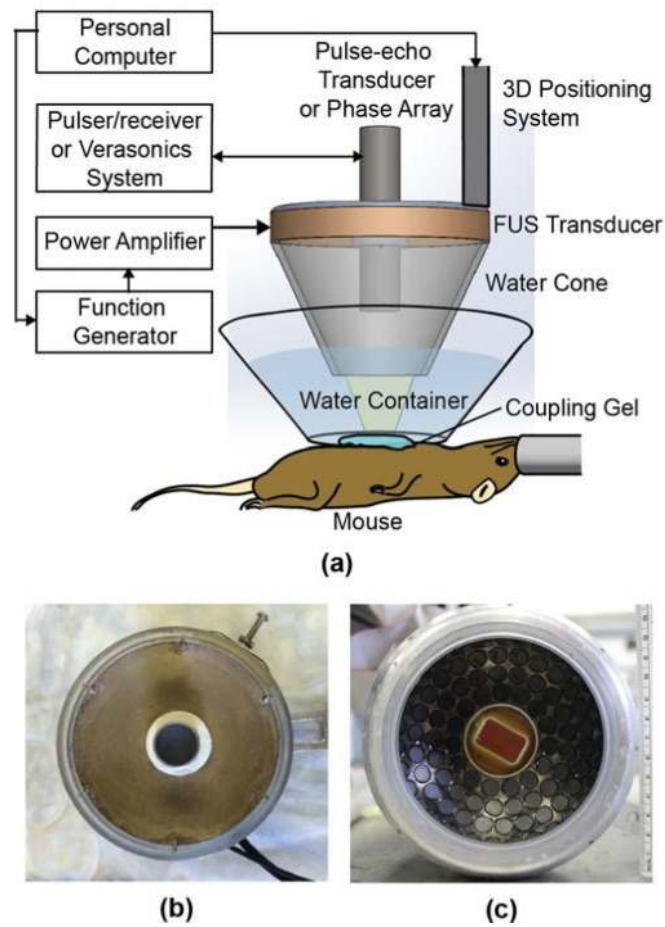 Personal
Computer
Pulse-echo
Transducer
or Phase Array
3D Positioning
System
Pulser/receiver
or Verasonics
System
Power Amplifier
FUS Transducer
Function
Generator
Water Cone
Water Container
Coupling Gel
Mouse
(a)
(b)
(c)